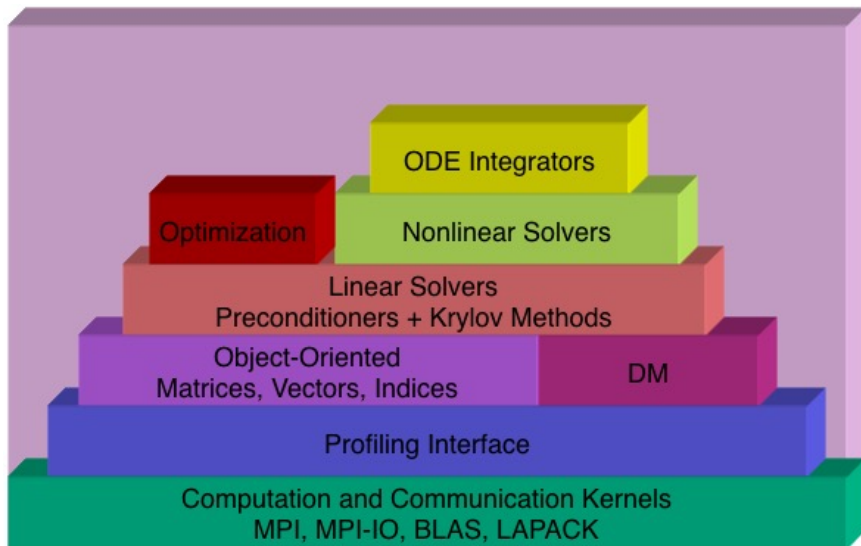 ODE Integrators
Optimization
Nonlinear Solvers
Linear Solvers
Preconditioners + Krylov Methods
Object-Oriented
Matrices, Vectors, Indices
DM
Profiling Interface
Computation and Communication Kernels
MPI, MPI-IO, BLAS, LAPACK